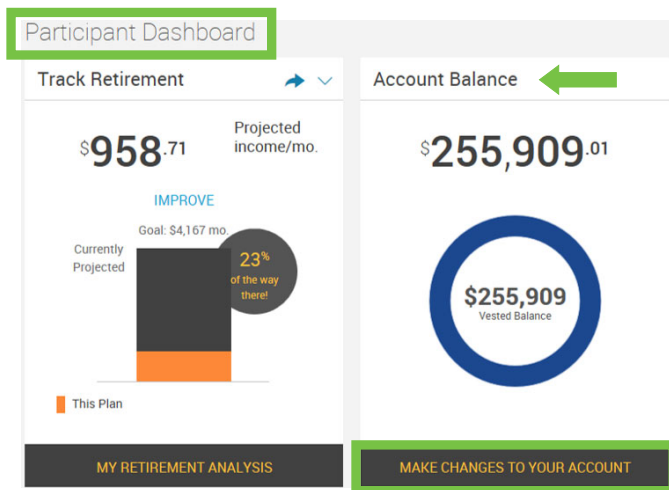 Participant Dashboard
Track Retirement
$958.71
Projected
income/mo.
IMPROVE
Goal: $4,167 mo.
Currently
Projected
23%
of the way
there!
This Plan
MY RETIREMENT ANALYSIS
Account Balance
$255,909.01
$255,909
Vested Balance
MAKE CHANGES TO YOUR ACCOUNT